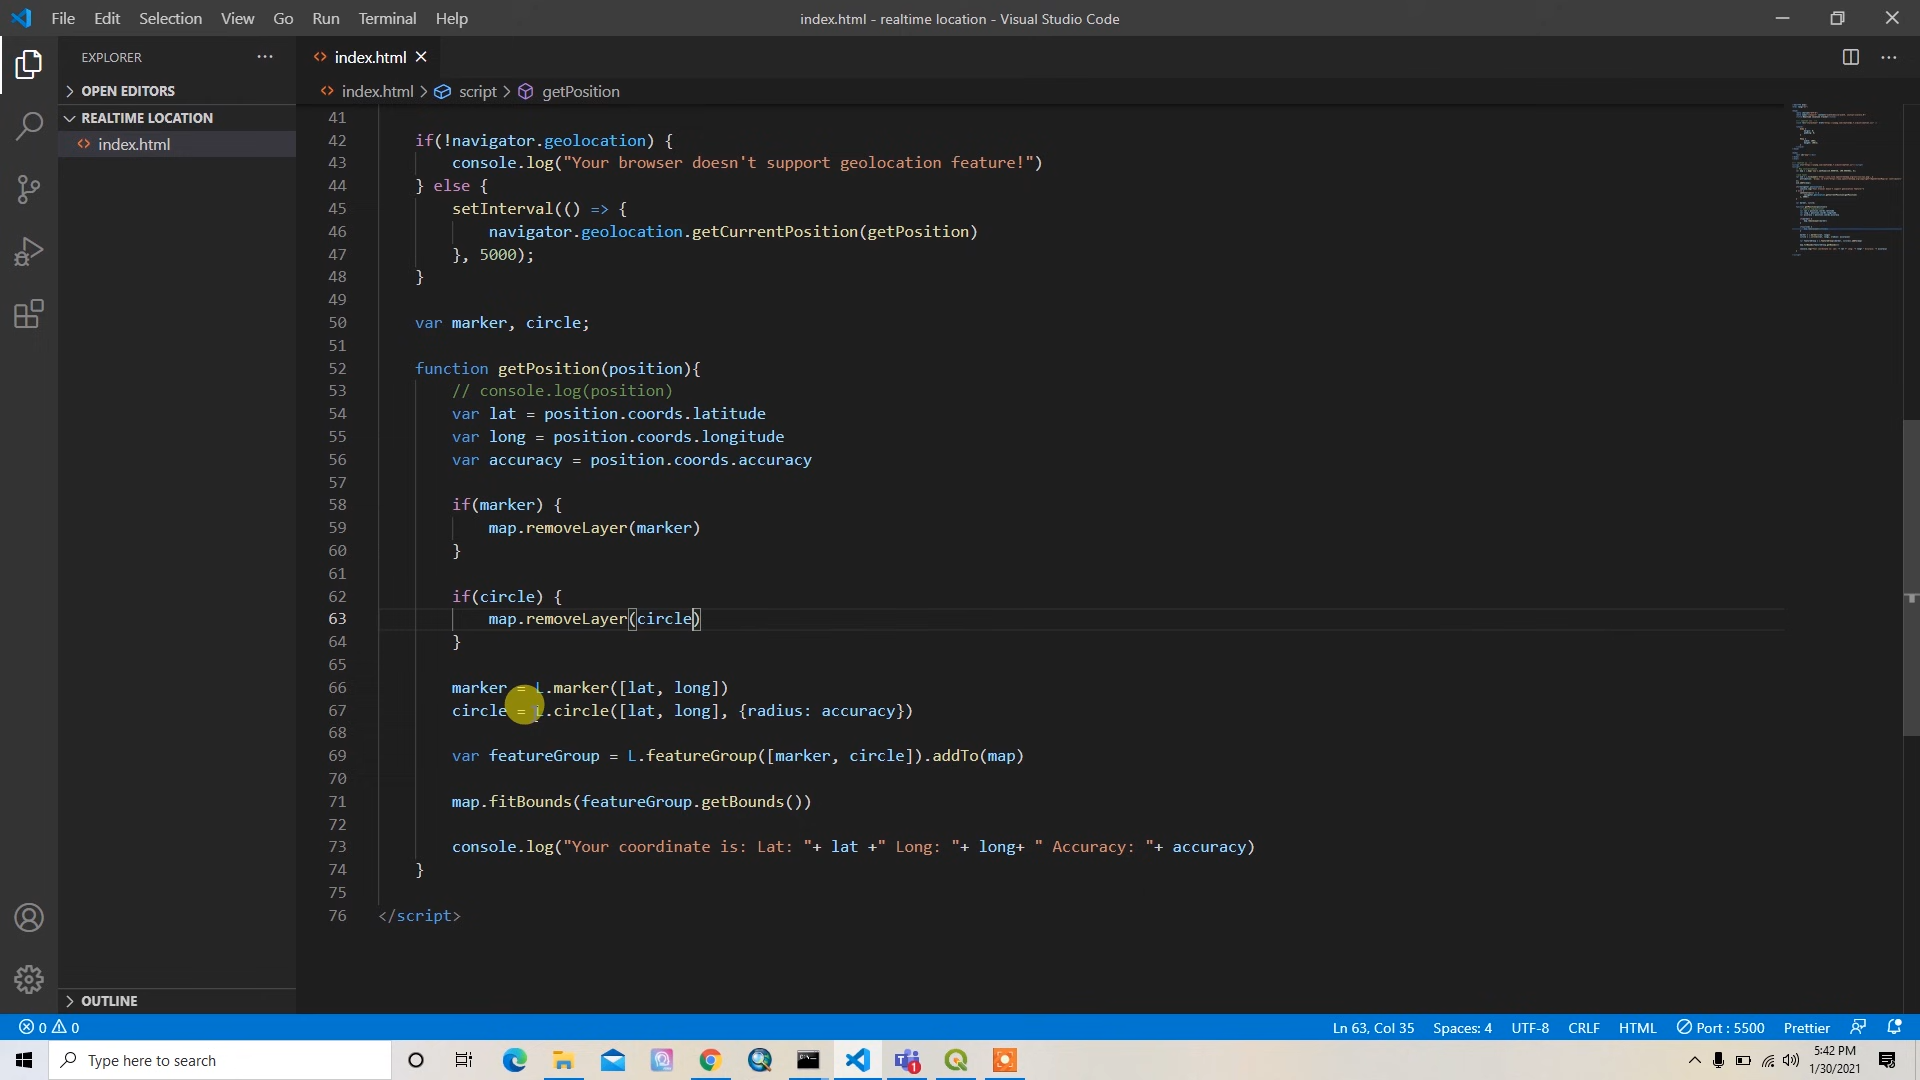 File Edit Selection View Go Run Terminal Help
index.html - realtime location - Visual Studio Code
EXPLORER
OPEN EDITORS
REALTIME LOCATION
index.html
OUTLINE
index.html
index.html > script > getPosition
41
42 if(!navigator.geolocation) {
43 console.log("Your browser doesn't support geolocation feature!")
44 } else {
45 setInterval(() => {
46 navigator.geolocation.getCurrentPosition(getPosition)
47 }, 5000);
48 }
49
50 var marker, circle;
51
52 function getPosition(position){
53 // console.log(position)
54 var lat = position.coords.latitude
55 var long = position.coords.longitude
56 var accuracy = position.coords.accuracy
57
58 if(marker) {
59 map.removeLayer(marker)
60 }
61
62 if(circle) {
63 map.removeLayer(circle)
64 }
65
66 marker = L.marker([lat, long])
67 circle = L.circle([lat, long], {radius: accuracy})
68
69 var featureGroup = L.featureGroup([marker, circle]).addTo(map)
70
71 map.fitBounds(featureGroup.getBounds())
72
73 console.log("Your coordinate is: Lat: "+ lat +" Long: "+ long+ " Accuracy: "+ accuracy)
74 }
75
76 </script>
0 0
Ln 63, Col 35 Spaces: 4 UTF-8 CRLF HTML Port : 5500 Prettier
Type here to search
1
5:42 PM
1/30/2021